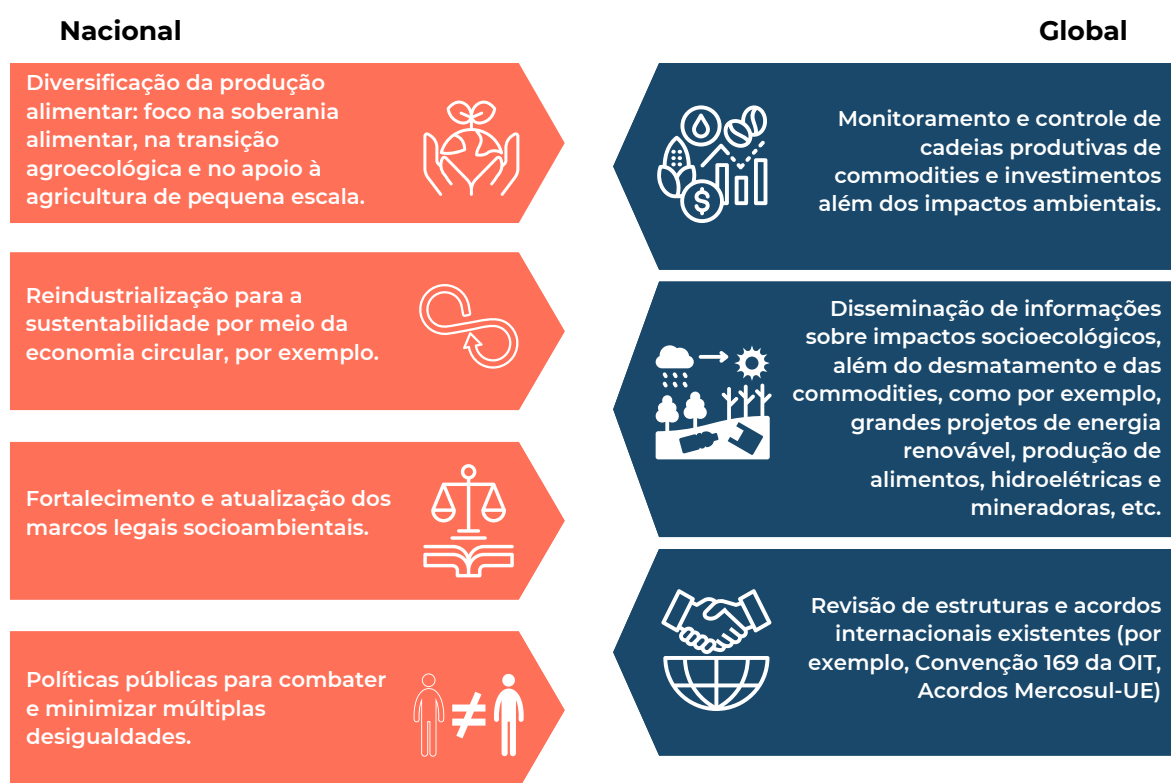 Nacional
Diversificação da produção
alimentar: foco na soberania
alimentar, na transição
agroecológica e no apoio à
agricultura de pequena escala.
Reindustrialização para a
sustentabilidade por meio da
economia circular, por exemplo.
Fortalecimento e atualização dos
marcos legais socioambientais.
Políticas públicas para combater
e minimizar múltiplas
desigualdades.
Global
Monitoramento e controle de
cadeias produtivas de
commodities e investimentos
além dos impactos ambientais.
Disseminação de informações
sobre impactos socioecológicos,
além do desmatamento e das
commodities, como por exemplo,
grandes projetos de energia
renovável, produção de
alimentos, hidroelétricas e
mineradoras, etc.
Revisão de estruturas e acordos
internacionais existentes (por
exemplo, Convenção 169 da OIT,
Acordos Mercosul-UE)